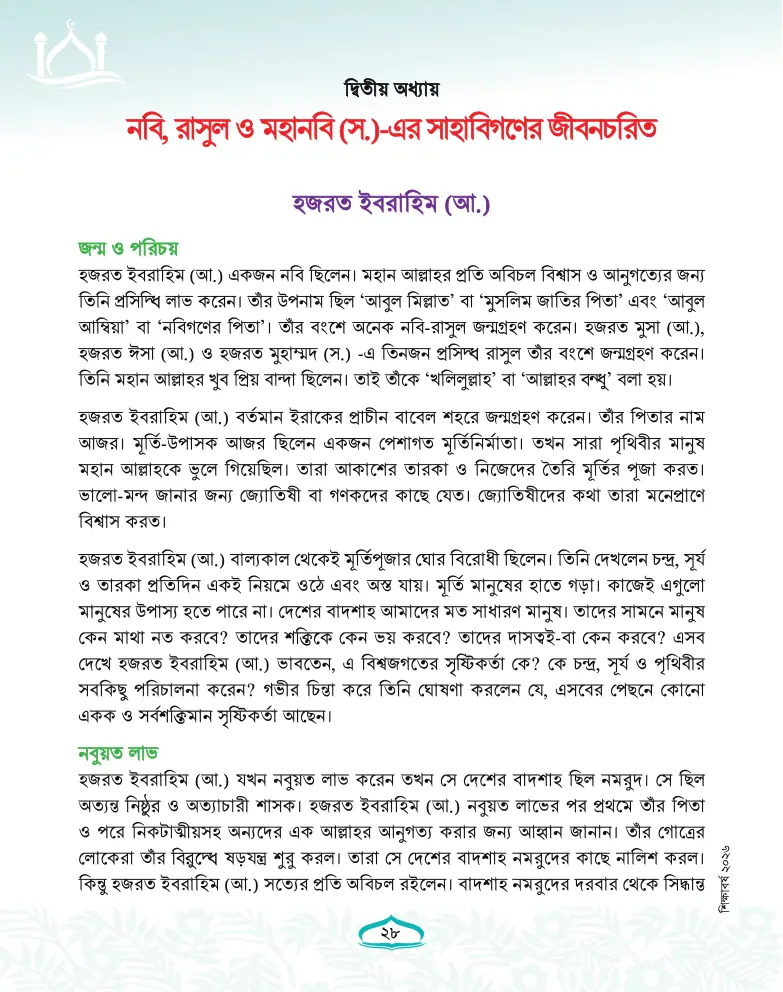 দ্বিতীয় অধ্যায়
নবি, রাসুল ও মহানবি (স.)-এর সাহাবিগণের জীবনচরিত
হজরত ইবরাহিম (আ.)
জন্ম ও পরিচয়
হজরত ইবরাহিম (আ.) একজন নবি ছিলেন। মহান আল্লাহর প্রতি অবিচল বিশ্বাস ও আনুগত্যের জন্য
তিনি প্রসিদ্ধি লাভ করেন। তাঁর উপনাম ছিল ‘আবুল মিল্লাত’ বা ‘মুসলিম জাতির পিতা’ এবং ‘আবুল
আম্বিয়া’ বা ‘নবিগণের পিতা’। তাঁর বংশে অনেক নবি-রাসুল জন্মগ্রহণ করেন। হজরত মুসা (আ.),
হজরত ঈসা (আ.) ও হজরত মুহাম্মদ (স.) -এ তিনজন প্রসিদ্ধ রাসুল তাঁর বংশে জন্মগ্রহণ করেন।
তিনি মহান আল্লাহর খুব প্রিয় বান্দা ছিলেন। তাই তাঁকে ‘খলিলুল্লাহ’ বা ‘আল্লাহর বন্ধু’ বলা হয়।
হজরত ইবরাহিম (আ.) বর্তমান ইরাকের প্রাচীন বাবেল শহরে জন্মগ্রহণ করেন। তাঁর পিতার নাম
আজর। মূর্তি-উপাসক আজর ছিলেন একজন পেশাগত মূর্তিনির্মাতা। তখন সারা পৃথিবীর মানুষ
মহান আল্লাহকে ভুলে গিয়েছিল। তারা আকাশের তারকা ও নিজেদের তৈরি মূর্তির পূজা করত।
ভালো-মন্দ জানার জন্য জ্যোতিষী বা গণকদের কাছে যেত। জ্যোতিষীদের কথা তারা মনেপ্রাণে
বিশ্বাস করত।
হজরত ইবরাহিম (আ.) বাল্যকাল থেকেই মূর্তিপূজার ঘোর বিরোধী ছিলেন। তিনি দেখলেন চন্দ্র, সূর্য
ও তারকা প্রতিদিন একই নিয়মে ওঠে এবং অস্ত যায়। মূর্তি মানুষের হাতে গড়া। কাজেই এগুলো
মানুষের উপাস্য হতে পারে না। দেশের বাদশাহ আমাদের মত সাধারণ মানুষ। তাদের সামনে মানুষ
কেন মাথা নত করবে? তাদের শক্তিকে কেন ভয় করবে? তাদের দাসত্বই-বা কেন করবে? এসব
দেখে হজরত ইবরাহিম (আ.) ভাবতেন, এ বিশ্বজগতের সৃষ্টিকর্তা কে? কে চন্দ্র, সূর্য ও পৃথিবীর
সবকিছু পরিচালনা করেন? গভীর চিন্তা করে তিনি ঘোষণা করলেন যে, এসবের পেছনে কোনো
একক ও সর্বশক্তিমান সৃষ্টিকর্তা আছেন।
নবুয়ত লাভ
হজরত ইবরাহিম (আ.) যখন নবুয়ত লাভ করেন তখন সে দেশের বাদশাহ ছিল নমরুদ। সে ছিল
অত্যন্ত নিষ্ঠুর ও অত্যাচারী শাসক। হজরত ইবরাহিম (আ.) নবুয়ত লাভের পর প্রথমে তাঁর পিতা
ও পরে নিকটাত্মীয়সহ অন্যদের এক আল্লাহর আনুগত্য করার জন্য আহ্বান জানান। তাঁর গোত্রের
লোকেরা তাঁর বিরুদ্ধে ষড়যন্ত্র শুরু করল। তারা সে দেশের বাদশাহ নমরুদের কাছে নালিশ করল।
কিন্তু হজরত ইবরাহিম (আ.) সত্যের প্রতি অবিচল রইলেন। বাদশাহ নমরুদের দরবার থেকে সিদ্ধান্ত
শিক্ষাবর্ষ ২০২৬
২৮